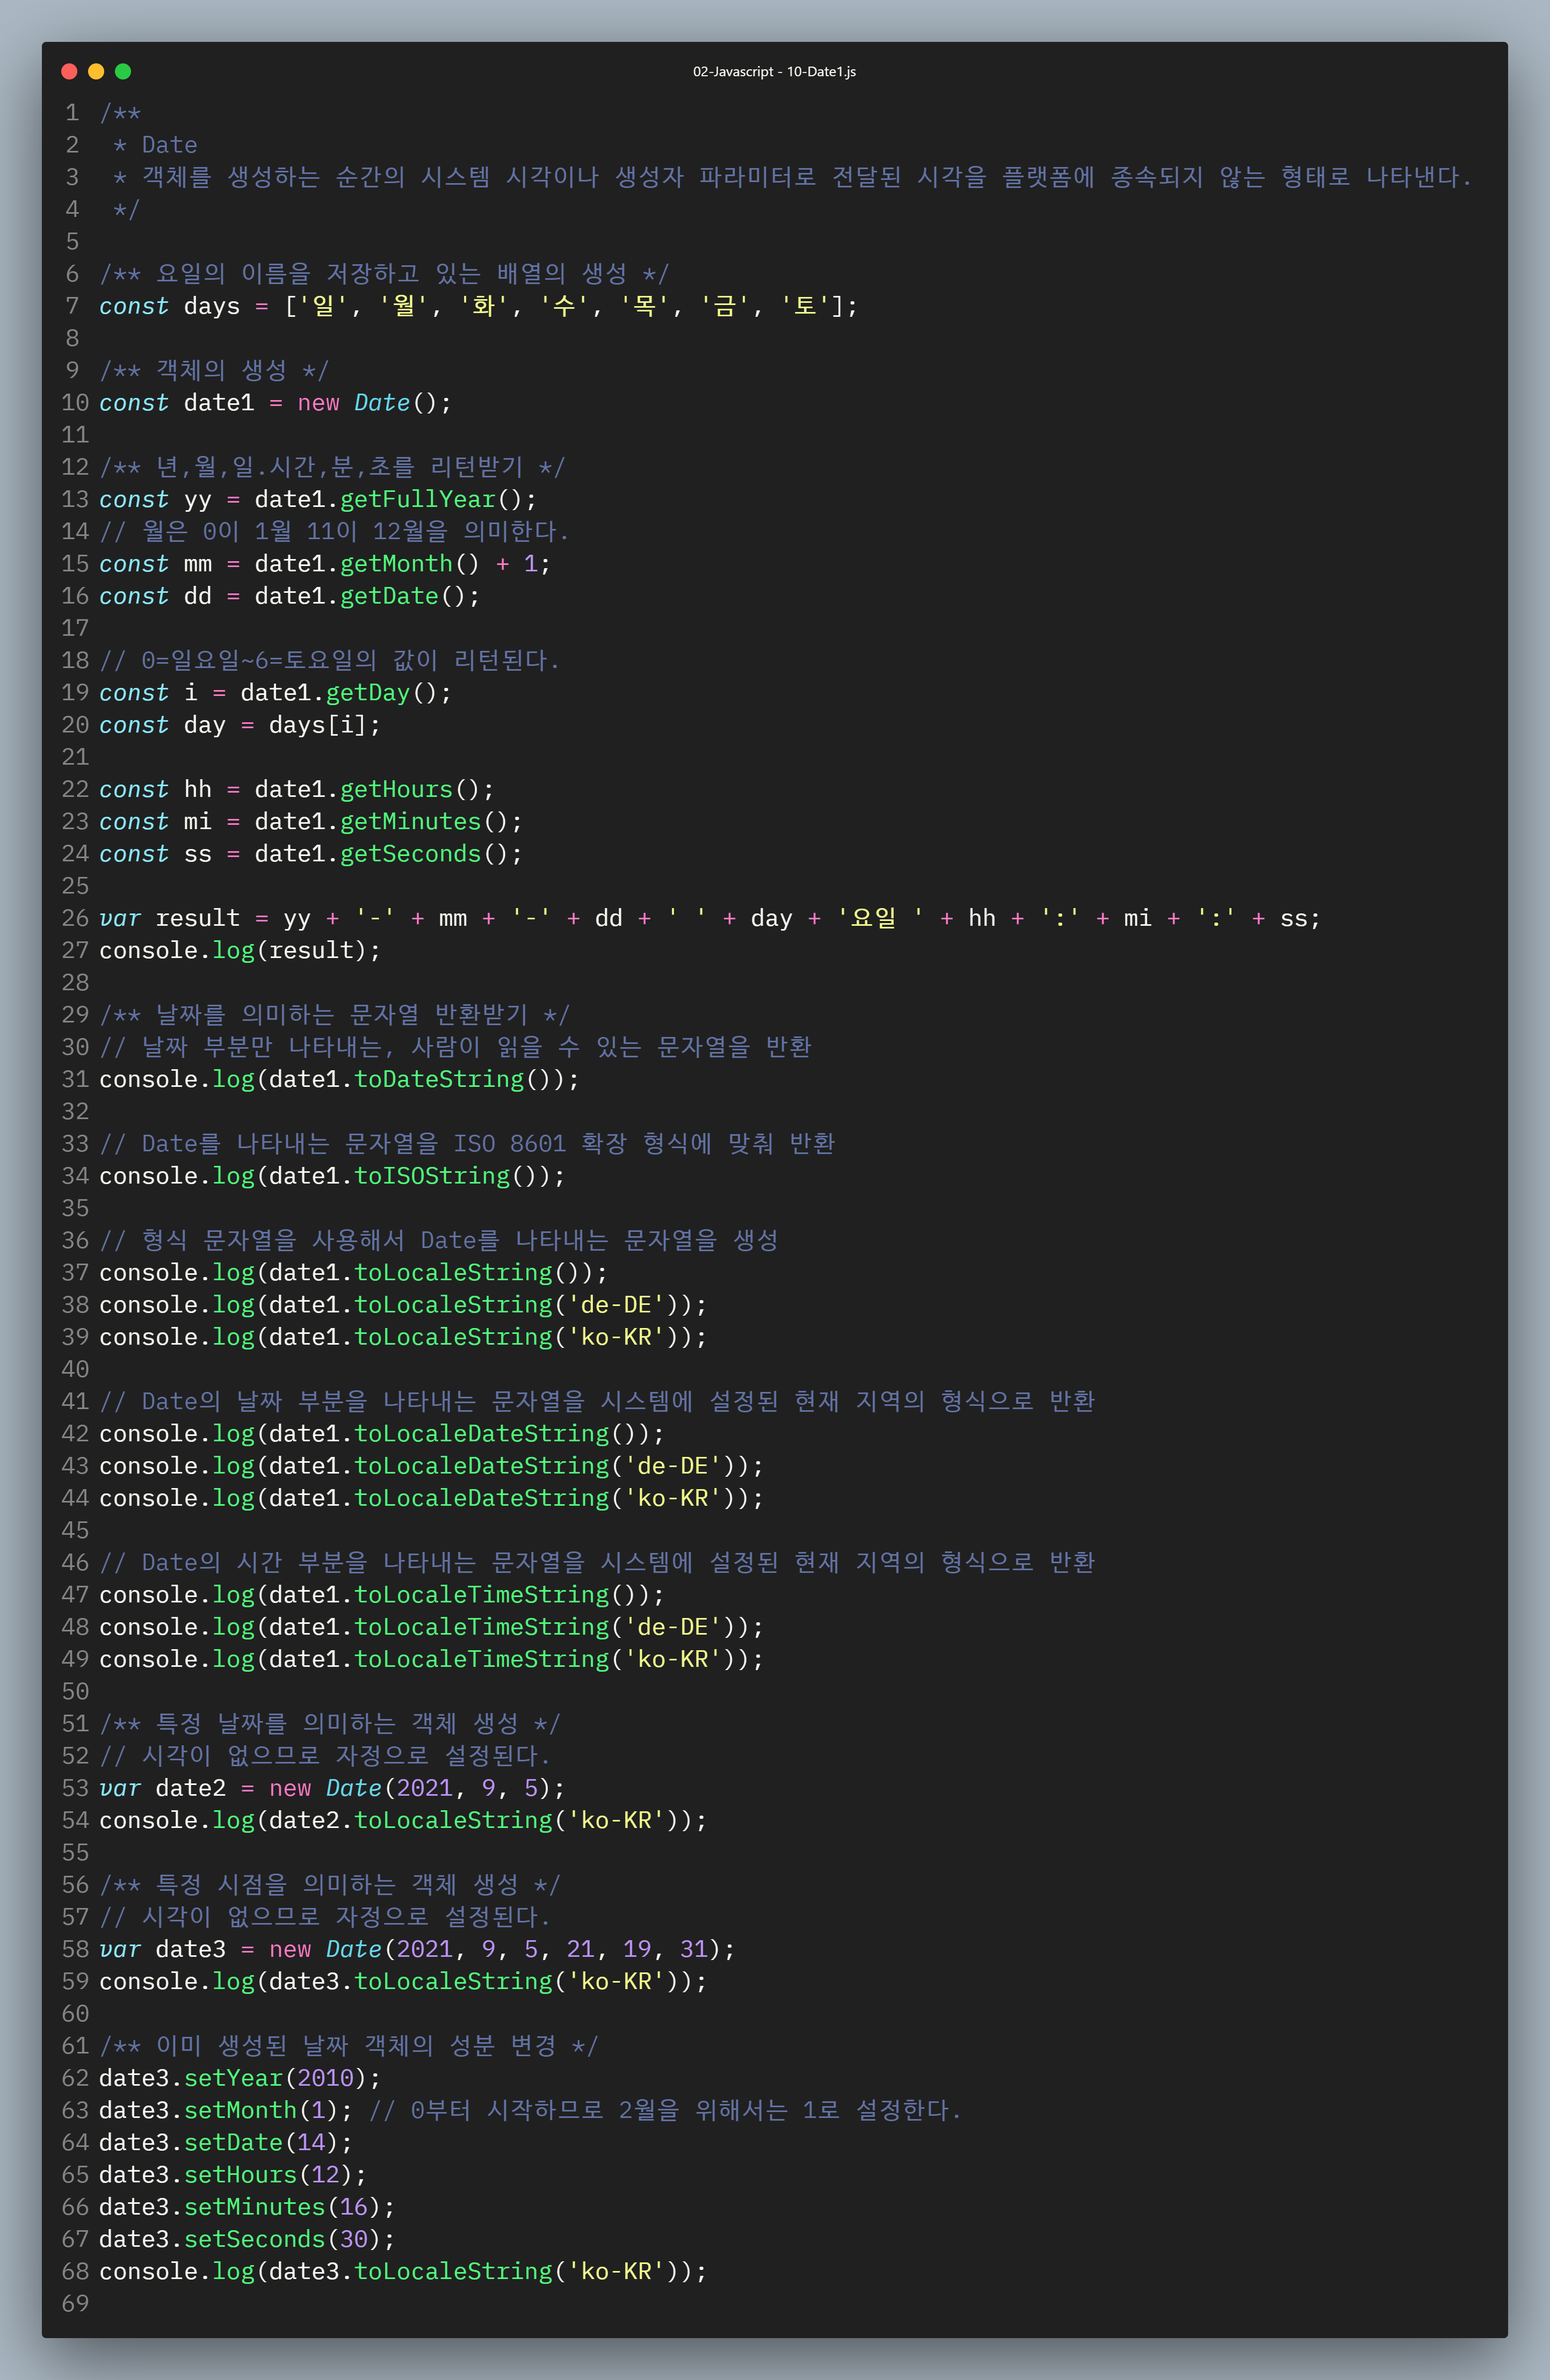 02-Javascript - 10-Date1.js
1 /**
2  * Date
3  * 객체를 생성하는 순간의 시스템 시각이나 생성자 파라미터로 전달된 시각을 플랫폼에 종속되지 않는 형태로 나타낸다.
4  */
5
6 /** 요일의 이름을 저장하고 있는 배열의 생성 */
7 const days = ['일', '월', '화', '수', '목', '금', '토'];
8
9 /** 객체의 생성 */
10 const date1 = new Date();
11
12 /** 년,월,일.시간,분,초를 리턴받기 */
13 const yy = date1.getFullYear();
14 // 월은 0이 1월 11이 12월을 의미한다.
15 const mm = date1.getMonth() + 1;
16 const dd = date1.getDate();
17
18 // 0=일요일~6=토요일의 값이 리턴된다.
19 const i = date1.getDay();
20 const day = days[i];
21
22 const hh = date1.getHours();
23 const mi = date1.getMinutes();
24 const ss = date1.getSeconds();
25
26 var result = yy + '-' + mm + '-' + dd + ' ' + day + '요일 ' + hh + ':' + mi + ':' + ss;
27 console.log(result);
28
29 /** 날짜를 의미하는 문자열 반환받기 */
30 // 날짜 부분만 나타내는, 사람이 읽을 수 있는 문자열을 반환
31 console.log(date1.toDateString());
32
33 // Date를 나타내는 문자열을 ISO 8601 확장 형식에 맞춰 반환
34 console.log(date1.toISOString());
35
36 // 형식 문자열을 사용해서 Date를 나타내는 문자열을 생성
37 console.log(date1.toLocaleString());
38 console.log(date1.toLocaleString('de-DE'));
39 console.log(date1.toLocaleString('ko-KR'));
40
41 // Date의 날짜 부분을 나타내는 문자열을 시스템에 설정된 현재 지역의 형식으로 반환
42 console.log(date1.toLocaleDateString());
43 console.log(date1.toLocaleDateString('de-DE'));
44 console.log(date1.toLocaleDateString('ko-KR'));
45
46 // Date의 시간 부분을 나타내는 문자열을 시스템에 설정된 현재 지역의 형식으로 반환
47 console.log(date1.toLocaleTimeString());
48 console.log(date1.toLocaleTimeString('de-DE'));
49 console.log(date1.toLocaleTimeString('ko-KR'));
50
51 /** 특정 날짜를 의미하는 객체 생성 */
52 // 시각이 없으므로 자정으로 설정된다.
53 var date2 = new Date(2021, 9, 5);
54 console.log(date2.toLocaleString('ko-KR'));
55
56 /** 특정 시점을 의미하는 객체 생성 */
57 // 시각이 없으므로 자정으로 설정된다.
58 var date3 = new Date(2021, 9, 5, 21, 19, 31);
59 console.log(date3.toLocaleString('ko-KR'));
60
61 /** 이미 생성된 날짜 객체의 성분 변경 */
62 date3.setYear(2010);
63 date3.setMonth(1); // 0부터 시작하므로 2월을 위해서는 1로 설정한다.
64 date3.setDate(14);
65 date3.setHours(12);
66 date3.setMinutes(16);
67 date3.setSeconds(30);
68 console.log(date3.toLocaleString('ko-KR'));
69